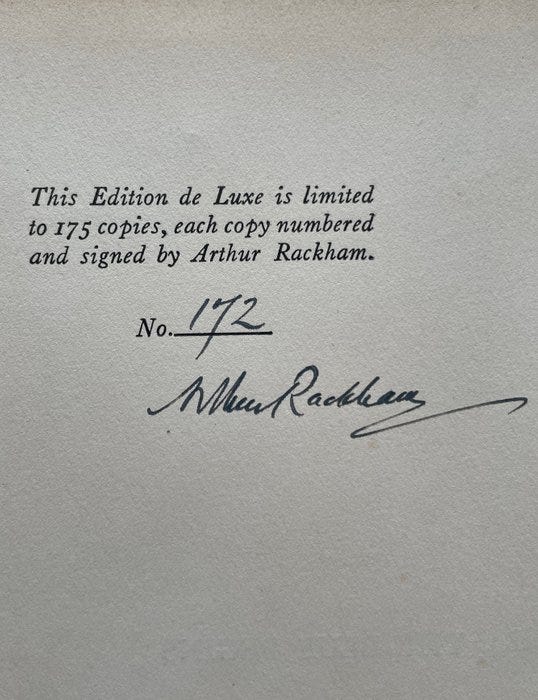 This Edition de Luxe is limited
to 175 copies, each copy numbered
and signed by Arthur Rackham.
No. 172
Arthur Rackham